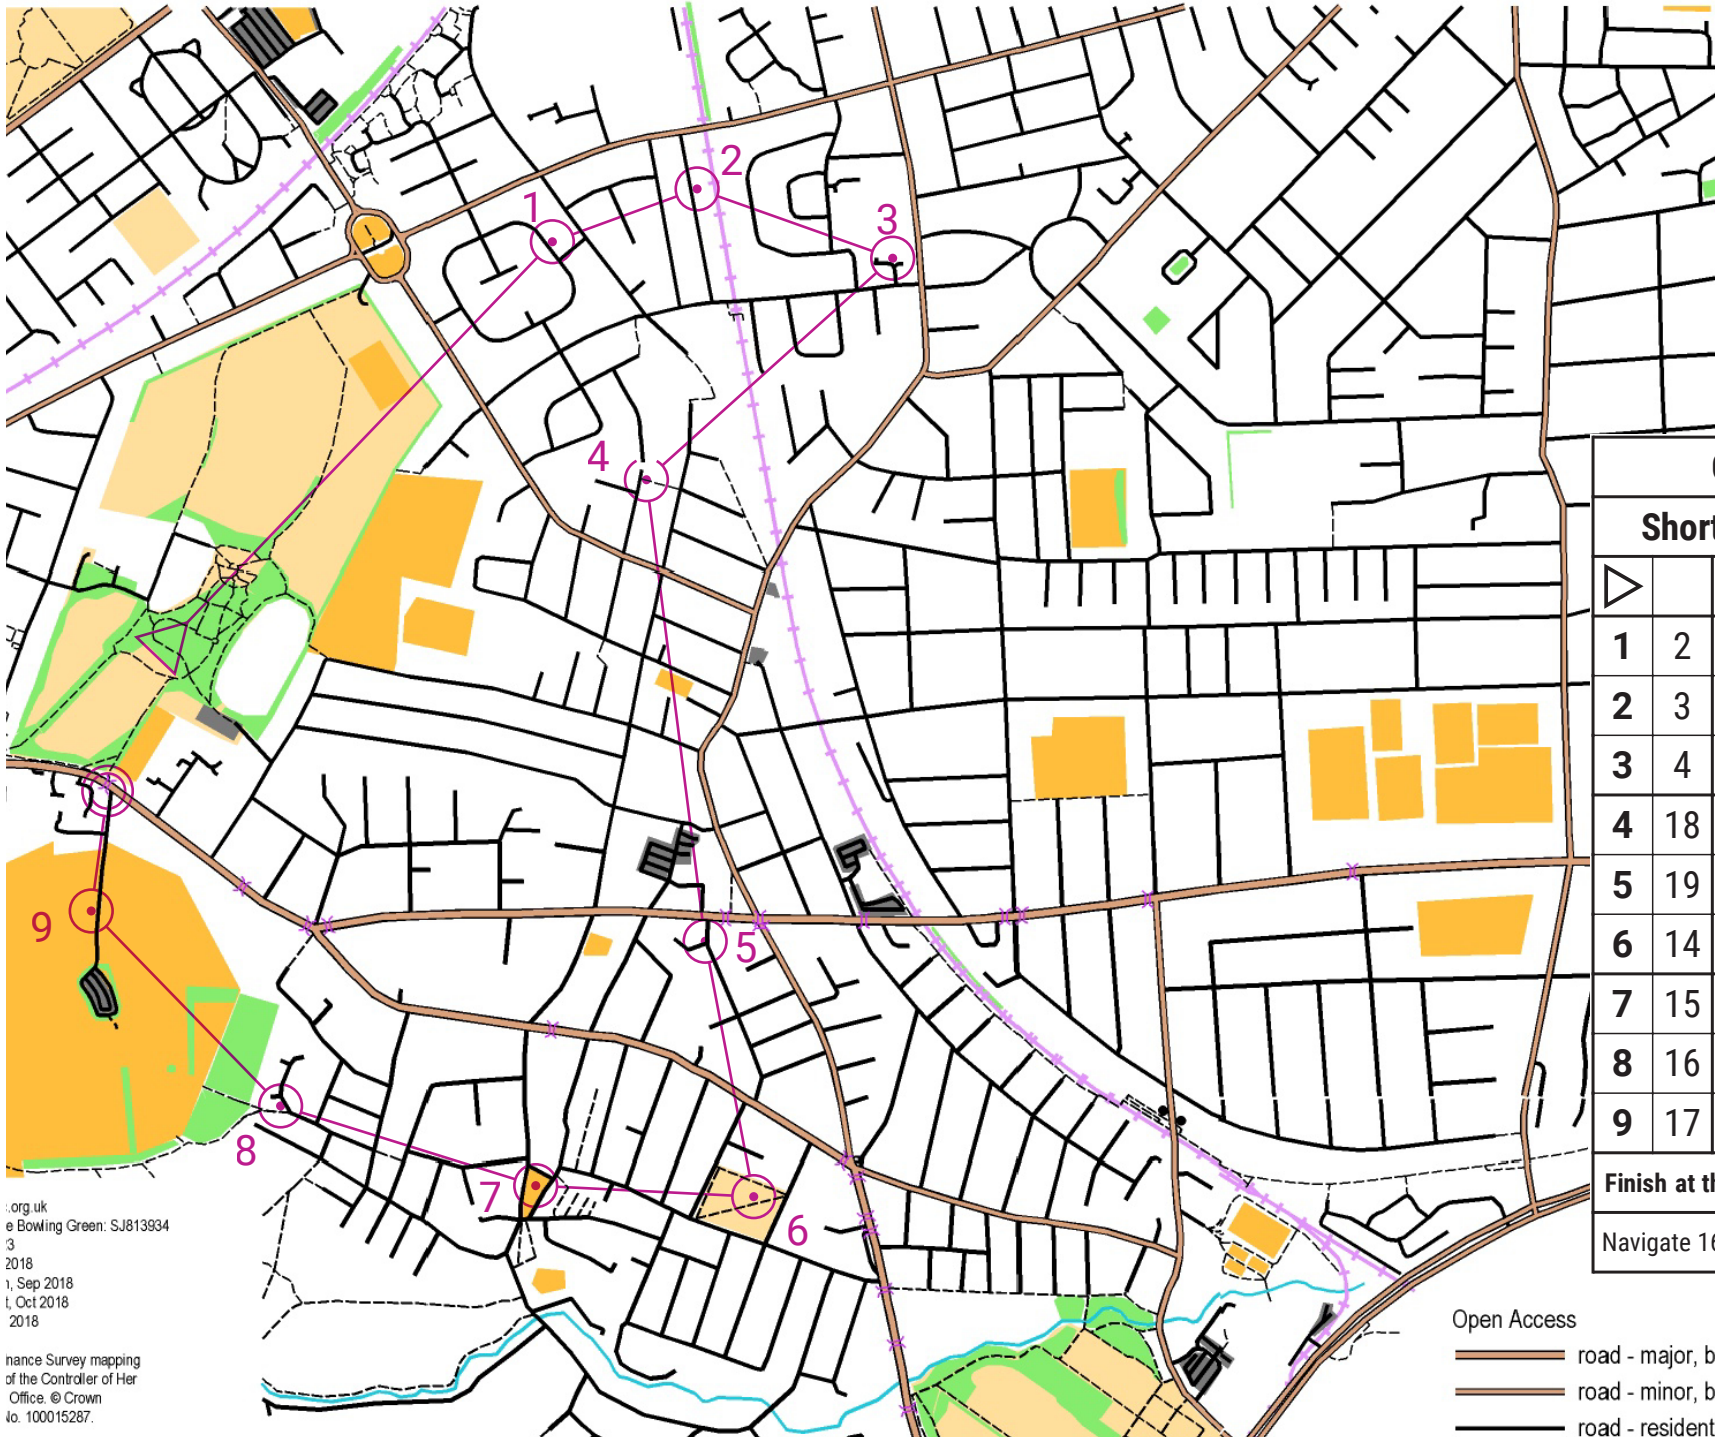 1
2
3
4
5
6
7
8
9
Short
1 2
2 3
3 4
4 18
5 19
6 14
7 15
8 16
9 17
Finish at
Navigate 16
Open Access
road - major, b
road - minor, b
road - resident
.org.uk
e Bowling Green: SJ813934
2018
, Sep 2018
t, Oct 2018
2018
nance Survey mapping
of the Controller of Her
Office. © Crown
No. 100015287.